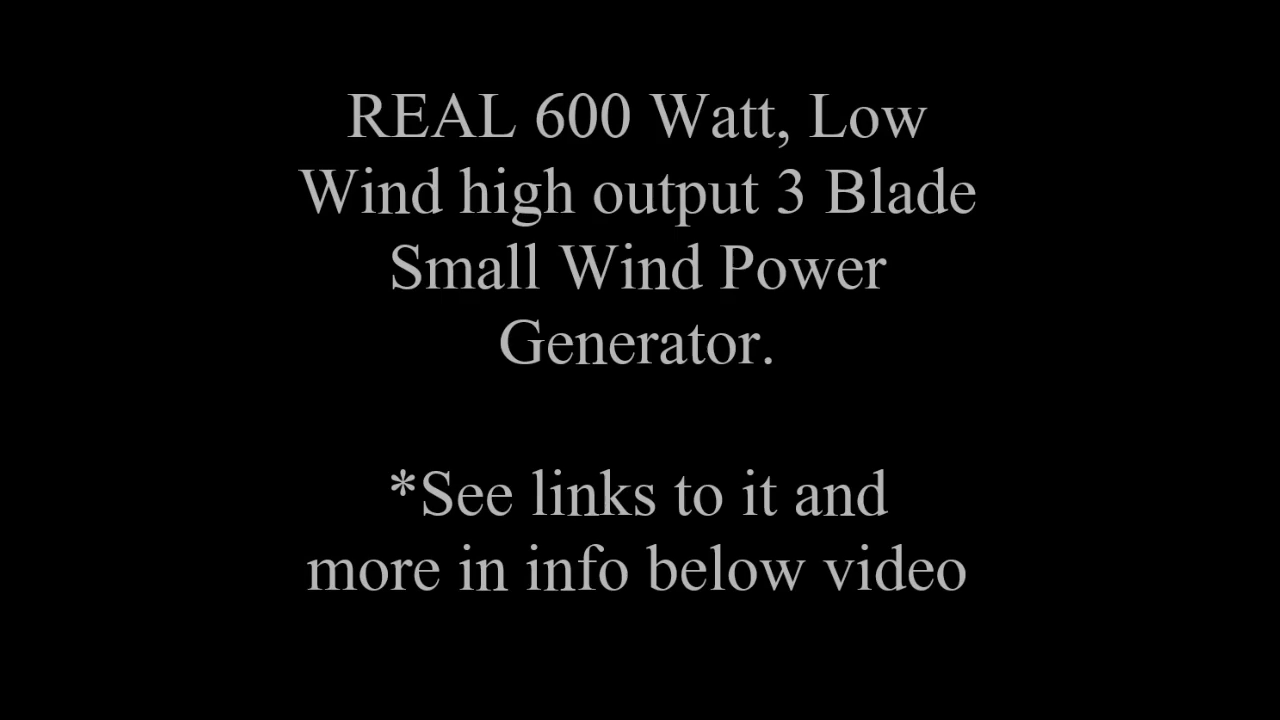 REAL 600 Watt, Low
Wind high output 3 Blade
Small Wind Power
Generator.
*See links to it and
more in info below video